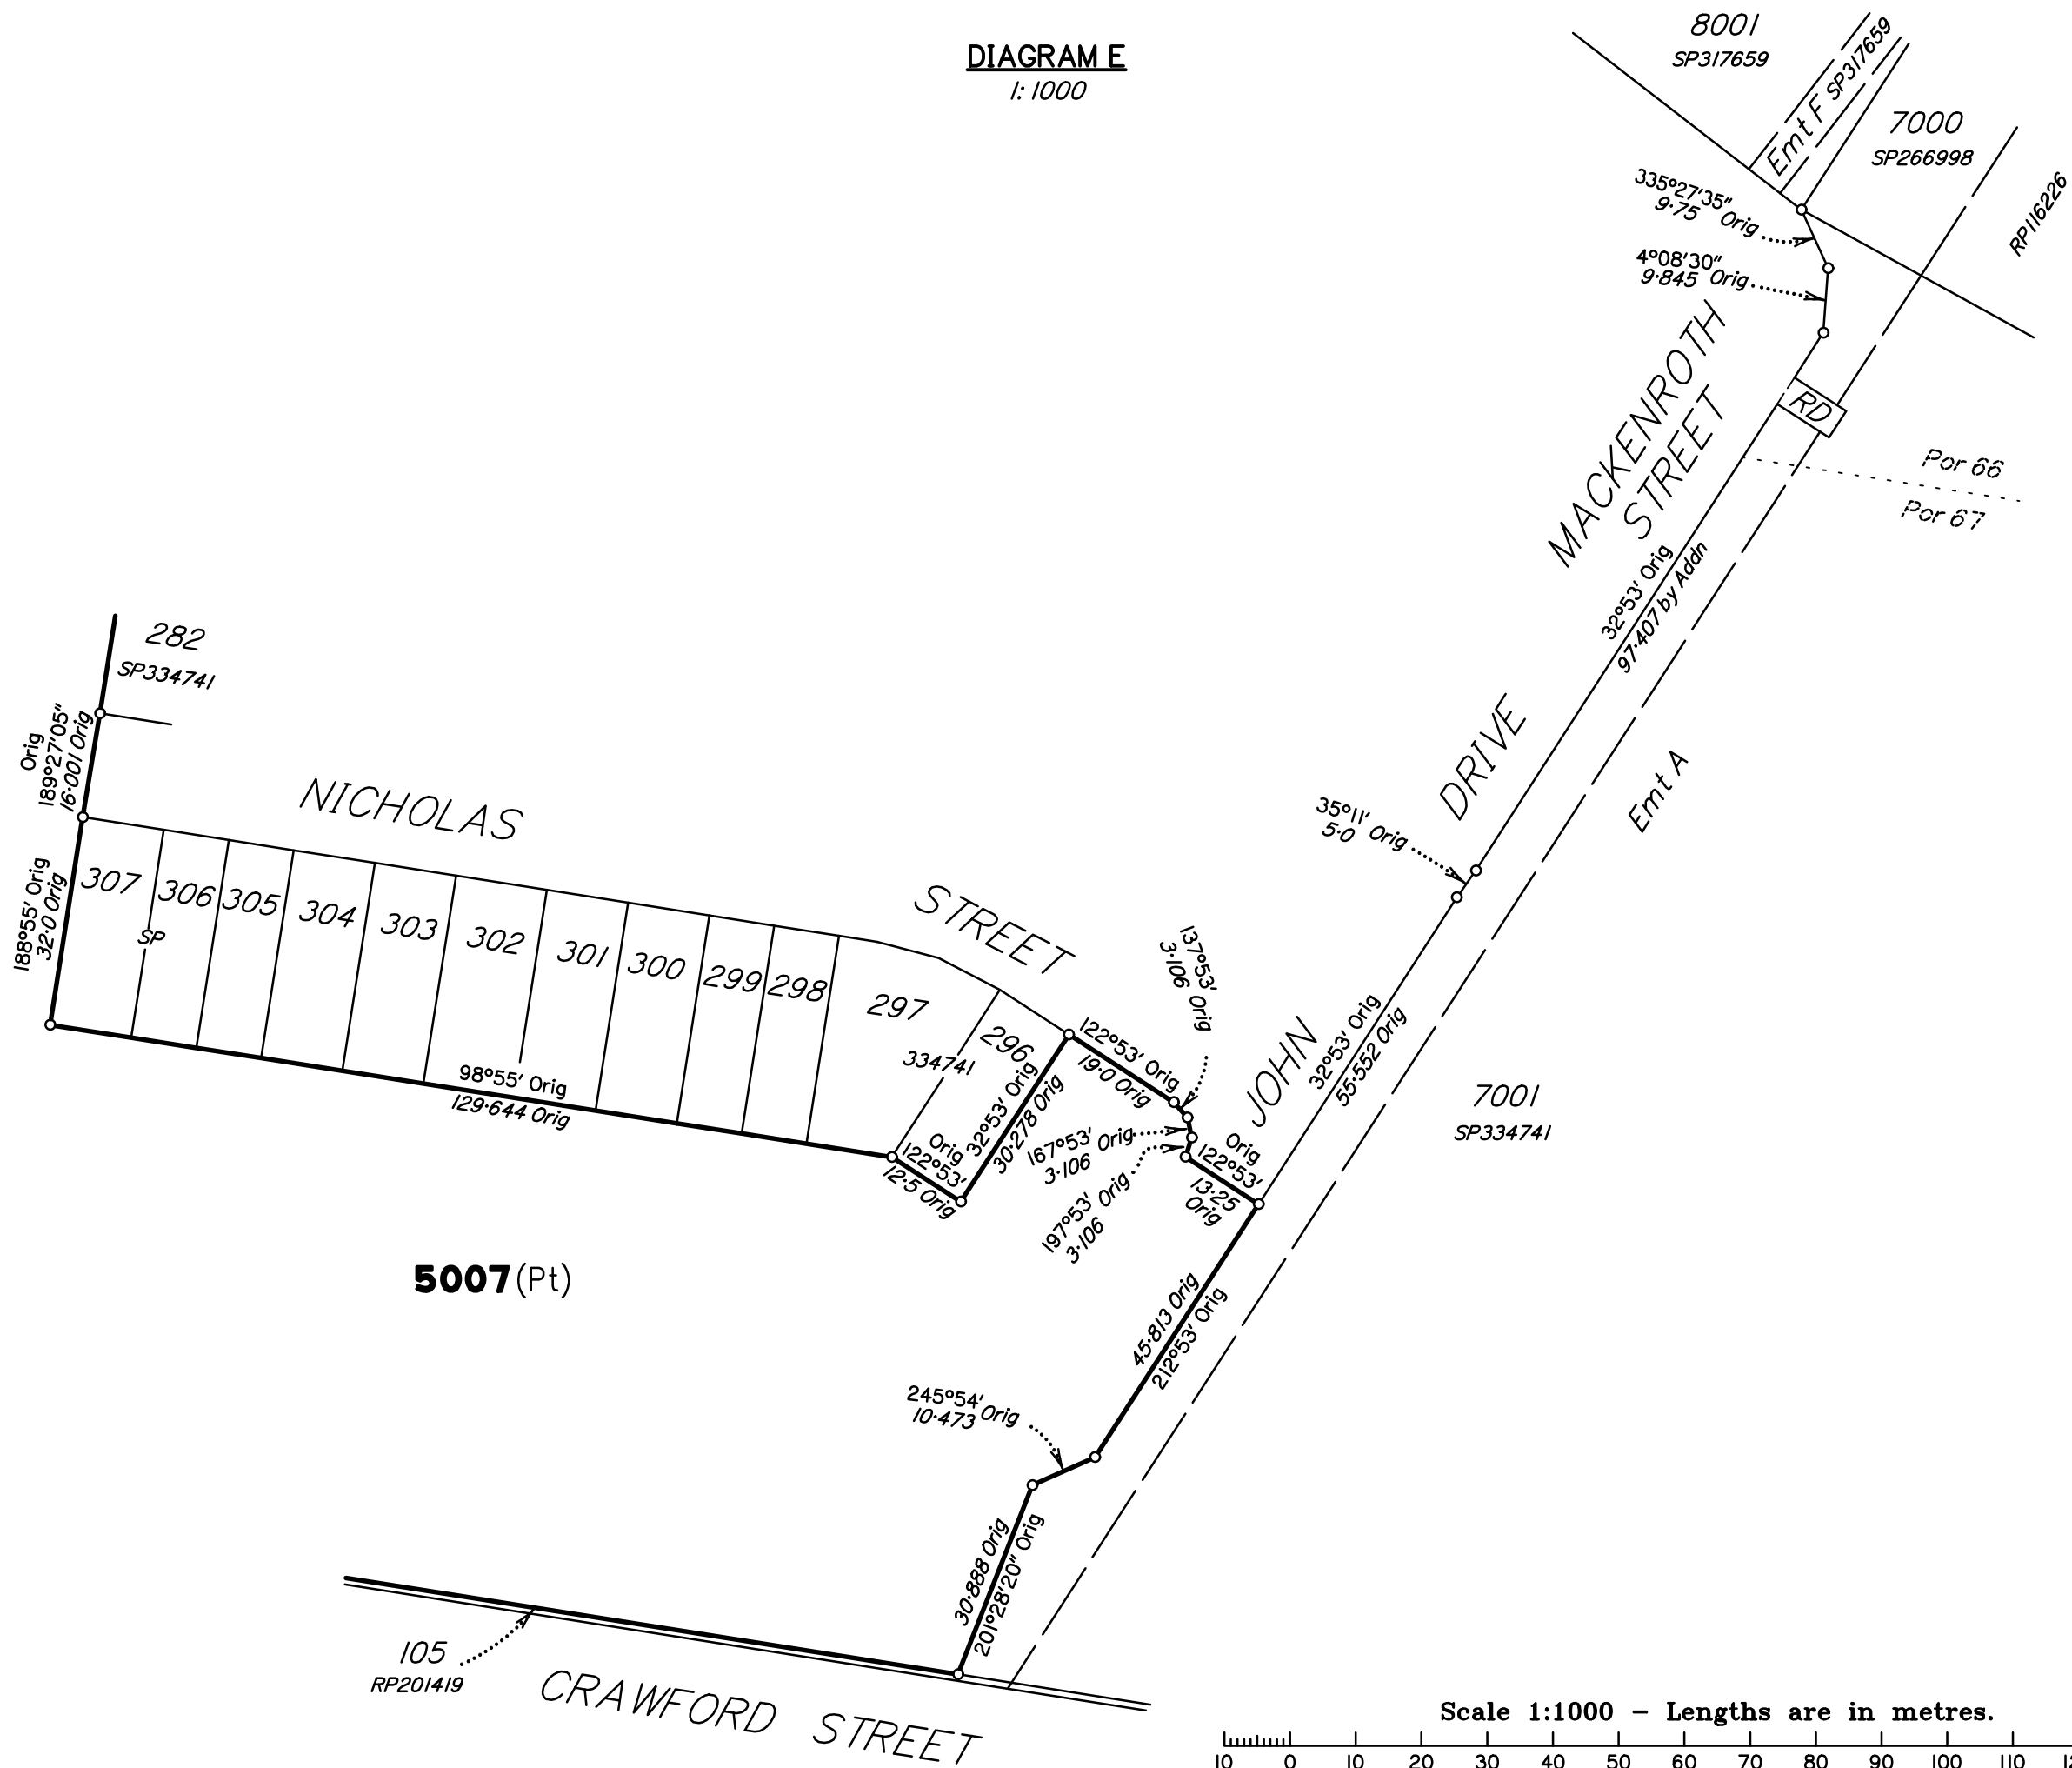 DIAGRAM E
1:1000
8001
SP317659
Emt F SP317659
7000
SP266998
RP116226
335°27'35"
9·75 Orig
4°08'30"
9·845 Orig
MACKENROTH
STREET
RD
Por 66
Por 67
32°53' Orig
97·407 by Addn
282
SP334741
Orig
189°27'05"
16·001 Orig
NICHOLAS
STREET
DRIVE
JOHN
Emt A
35°11' Orig
5·0
188°55' Orig
32·0 Orig
307
306
305
304
303
302
301
300
299
298
297
296
SP
334741
98°55' Orig
129·644 Orig
Orig
122°53'
12·5 Orig
32°53' Orig
30·278 Orig
122°53' Orig
19·0 Orig
137°53'
3·106 Orig
167°53' Orig
3·106
197°53' Orig
3·106
Orig
122°53'
13·25
Orig
32°53' Orig
55·552 Orig
7001
SP334741
5007(Pt)
45·813 Orig
212°53' Orig
245°54'
10·473 Orig
30·888 Orig
201°28'20" Orig
105
RP201419
CRAWFORD STREET
Scale 1:1000 – Lengths are in metres.
10 0 10 20 30 40 50 60 70 80 90 100 110